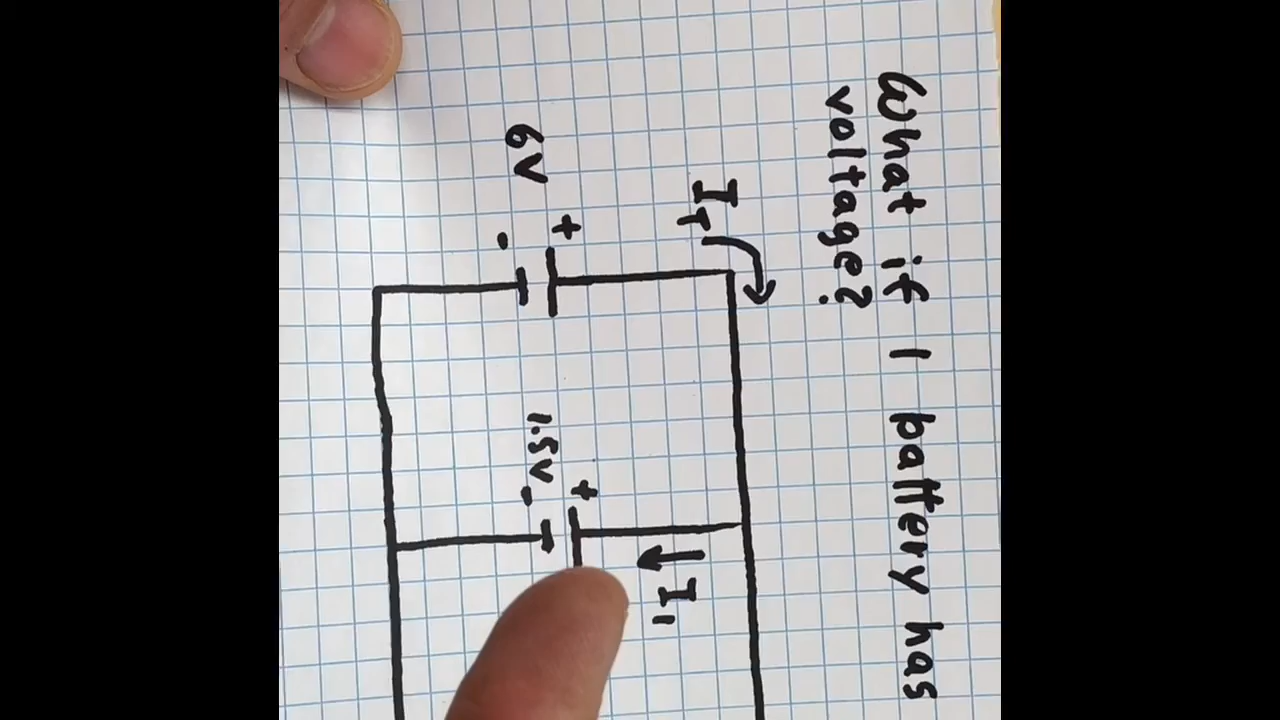 What if 1 battery has
voltage?
I_T
6V
+
-
1.5V
+
-
I_1